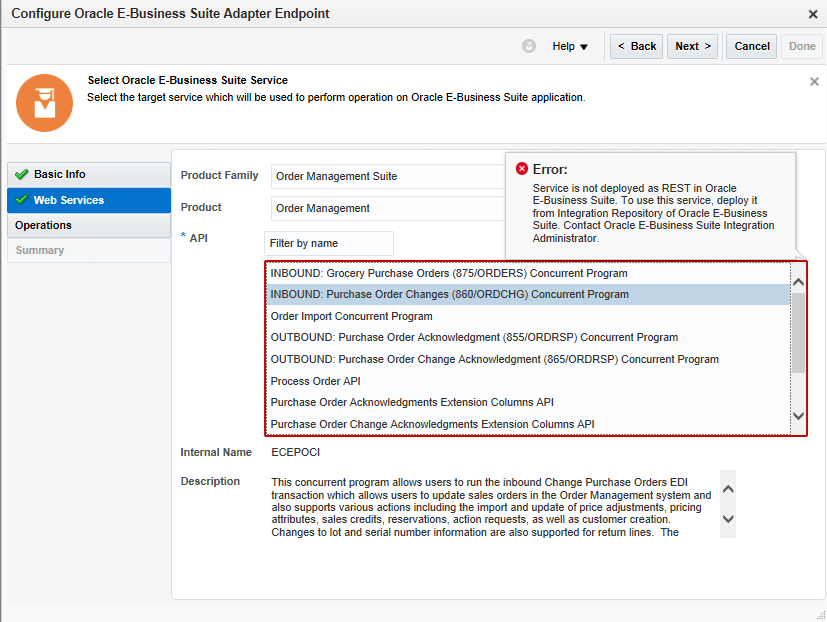 Configure Oracle E-Business Suite Adapter Endpoint
Help
< Back
Next >
Cancel
Done
Select Oracle E-Business Suite Service
Select the target service which will be used to perform operation on Oracle E-Business Suite application.
Basic Info
Web Services
Operations
Summary
Product Family
Order Management Suite
Product
Order Management
* API
Filter by name
Error:
Service is not deployed as REST in Oracle
E-Business Suite. To use this service, deploy it
from Integration Repository of Oracle E-Business
Suite. Contact Oracle E-Business Suite Integration
Administrator.
INBOUND: Grocery Purchase Orders (875/ORDERS) Concurrent Program
INBOUND: Purchase Order Changes (860/ORDCHG) Concurrent Program
Order Import Concurrent Program
OUTBOUND: Purchase Order Acknowledgment (855/ORDRSP) Concurrent Program
OUTBOUND: Purchase Order Change Acknowledgment (865/ORDRSP) Concurrent Program
Process Order API
Purchase Order Acknowledgments Extension Columns API
Purchase Order Change Acknowledgments Extension Columns API
Internal Name
ECEPOCI
Description
This concurrent program allows users to run the inbound Change Purchase Orders EDI
transaction which allows users to update sales orders in the Order Management system and
also supports various actions including the import and update of price adjustments, pricing
attributes, sales credits, reservations, action requests, as well as customer creation.
Changes to lot and serial number information are also supported for return lines. The